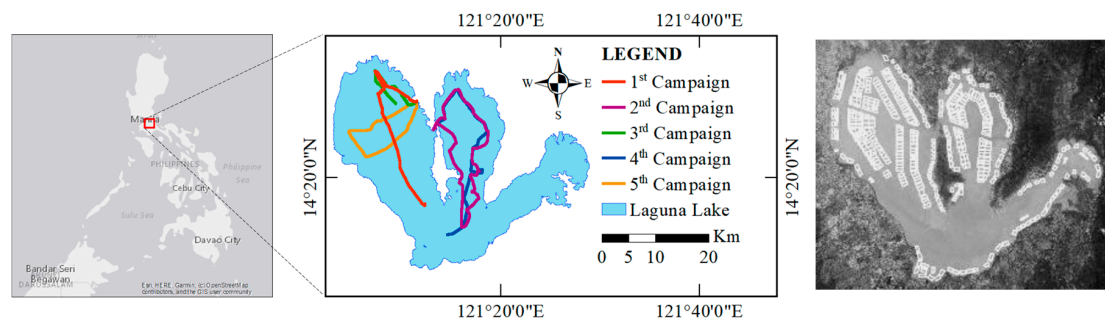 Manila
PHILIPPINES
Philippine
Sea
Cebu City
Sulu Sea
Davao City
Bandar Seri
Begawan
DARUSSALAM
Esri, HERE, Garmin, (c) OpenStreetMap
contributors, and the GIS user community
121°20'0"E 121°40'0"E
14°20'0"N
N
W E
S
LEGEND
1st Campaign
2nd Campaign
3rd Campaign
4th Campaign
5th Campaign
Laguna Lake
Km
0 5 10 20
14°20'0"N
121°20'0"E 121°40'0"E